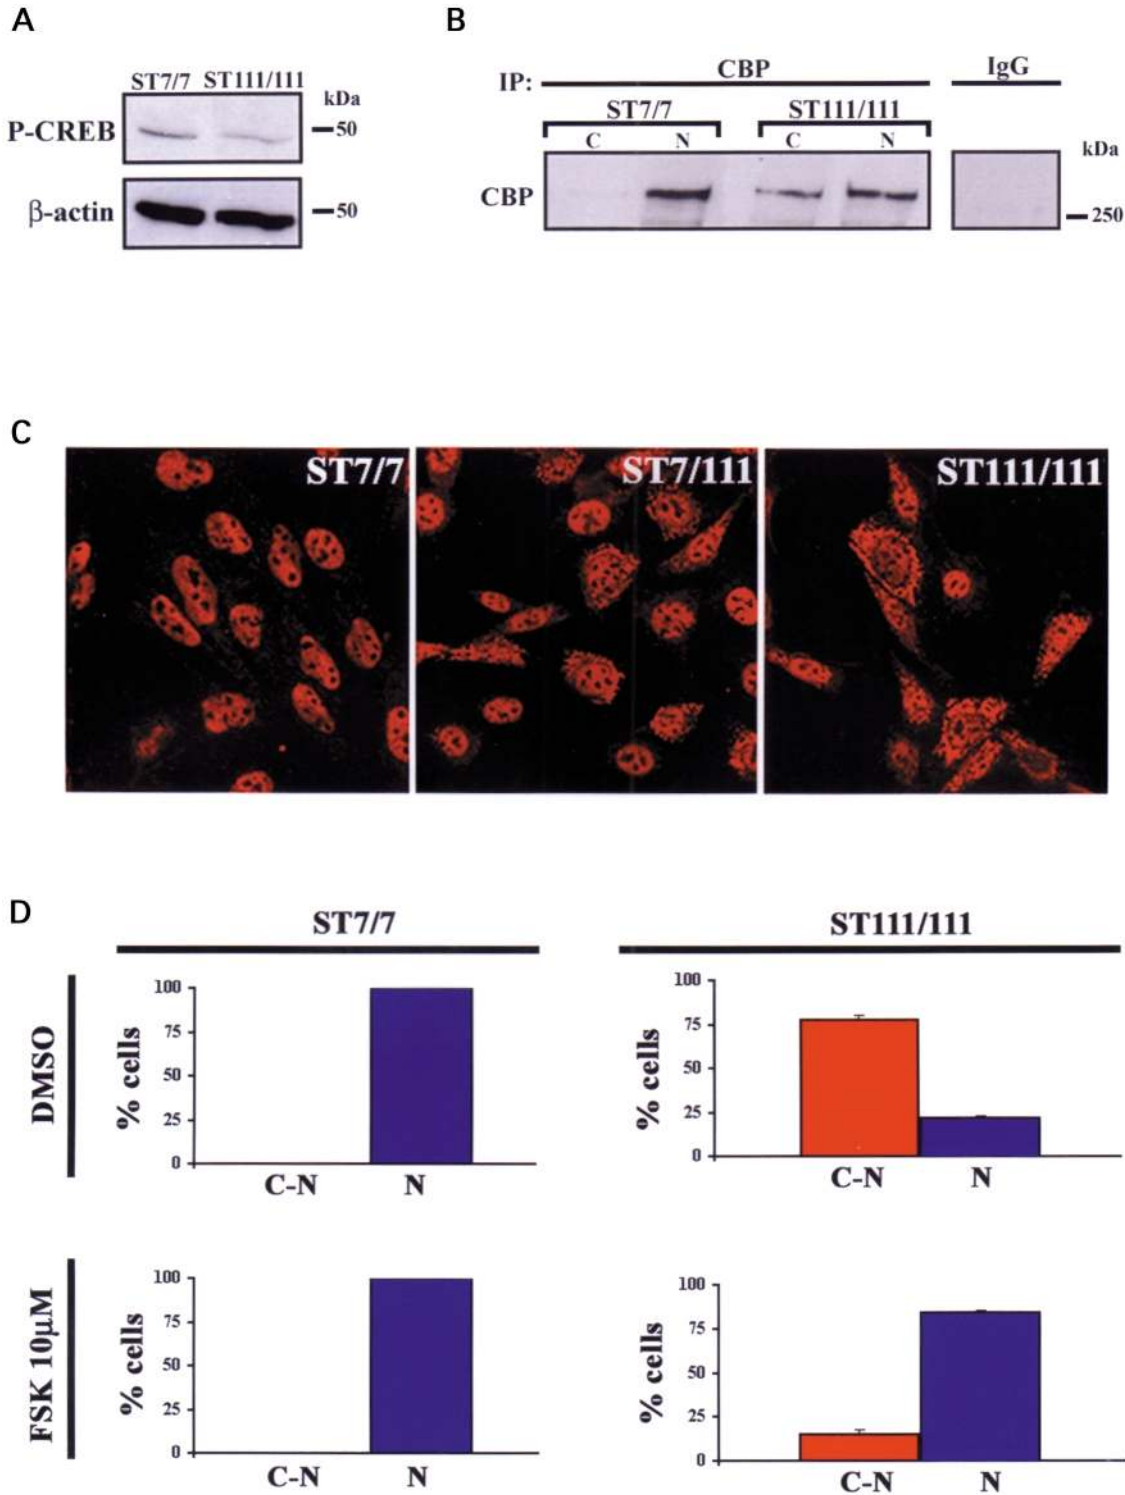 A
ST7/7 ST111/111
kDa
P-CREB
50
β-actin
50
B
IP:
CBP
IgG
ST7/7
ST111/111
C
N
C
N
kDa
CBP
250
C
ST7/7
ST7/111
ST111/111
D
ST7/7
ST111/111
DMSO
% cells
100
75
50
25
0
C-N
N
% cells
100
75
50
25
0
C-N
N
FSK 10μM
% cells
100
75
50
25
0
C-N
N
% cells
100
75
50
25
0
C-N
N